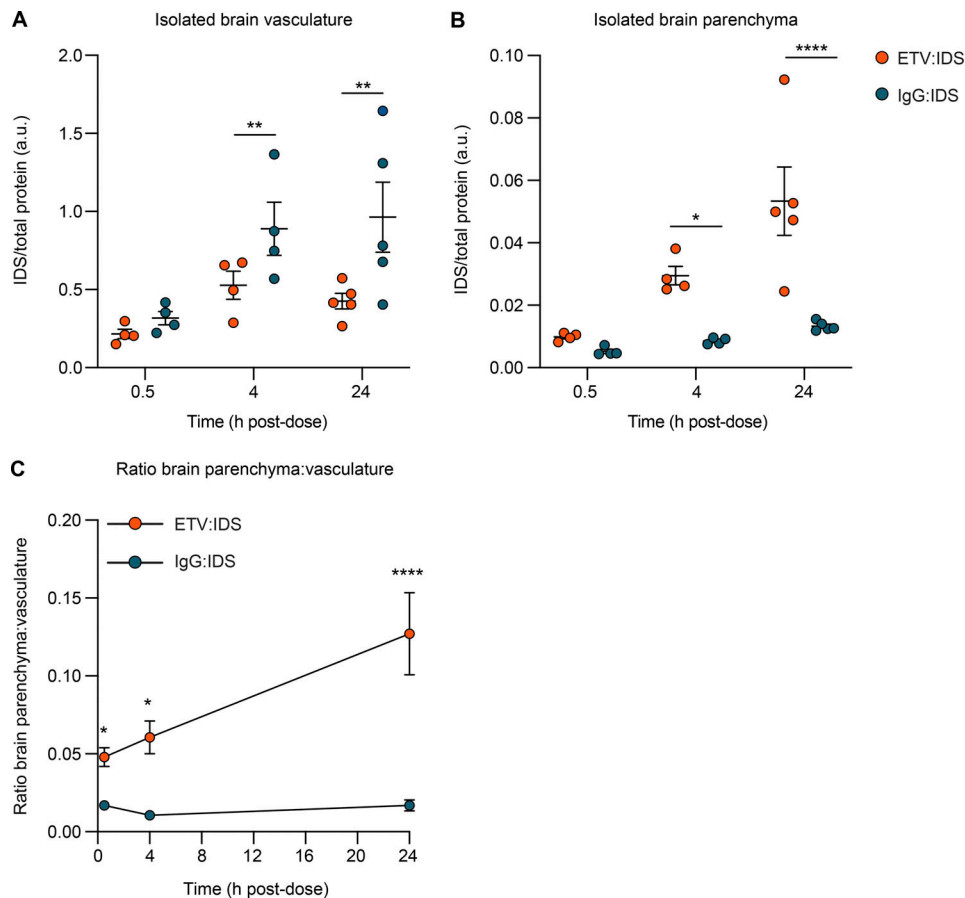 A
Isolated brain vasculature
IDS/total protein (a.u.)
2.0
1.5
1.0
0.5
0.0
**
**
0.5
4
24
Time (h post-dose)
B
Isolated brain parenchyma
IDS/total protein (a.u.)
0.10
0.08
0.06
0.04
0.02
0.00
*
****
0.5
4
24
Time (h post-dose)
ETV:IDS
IgG:IDS
C
Ratio brain parenchyma:vasculature
Ratio brain parenchyma:vasculature
0.20
0.15
0.10
0.05
0.00
ETV:IDS
IgG:IDS
*
*
****
0 4 8 12 16 20 24
Time (h post-dose)